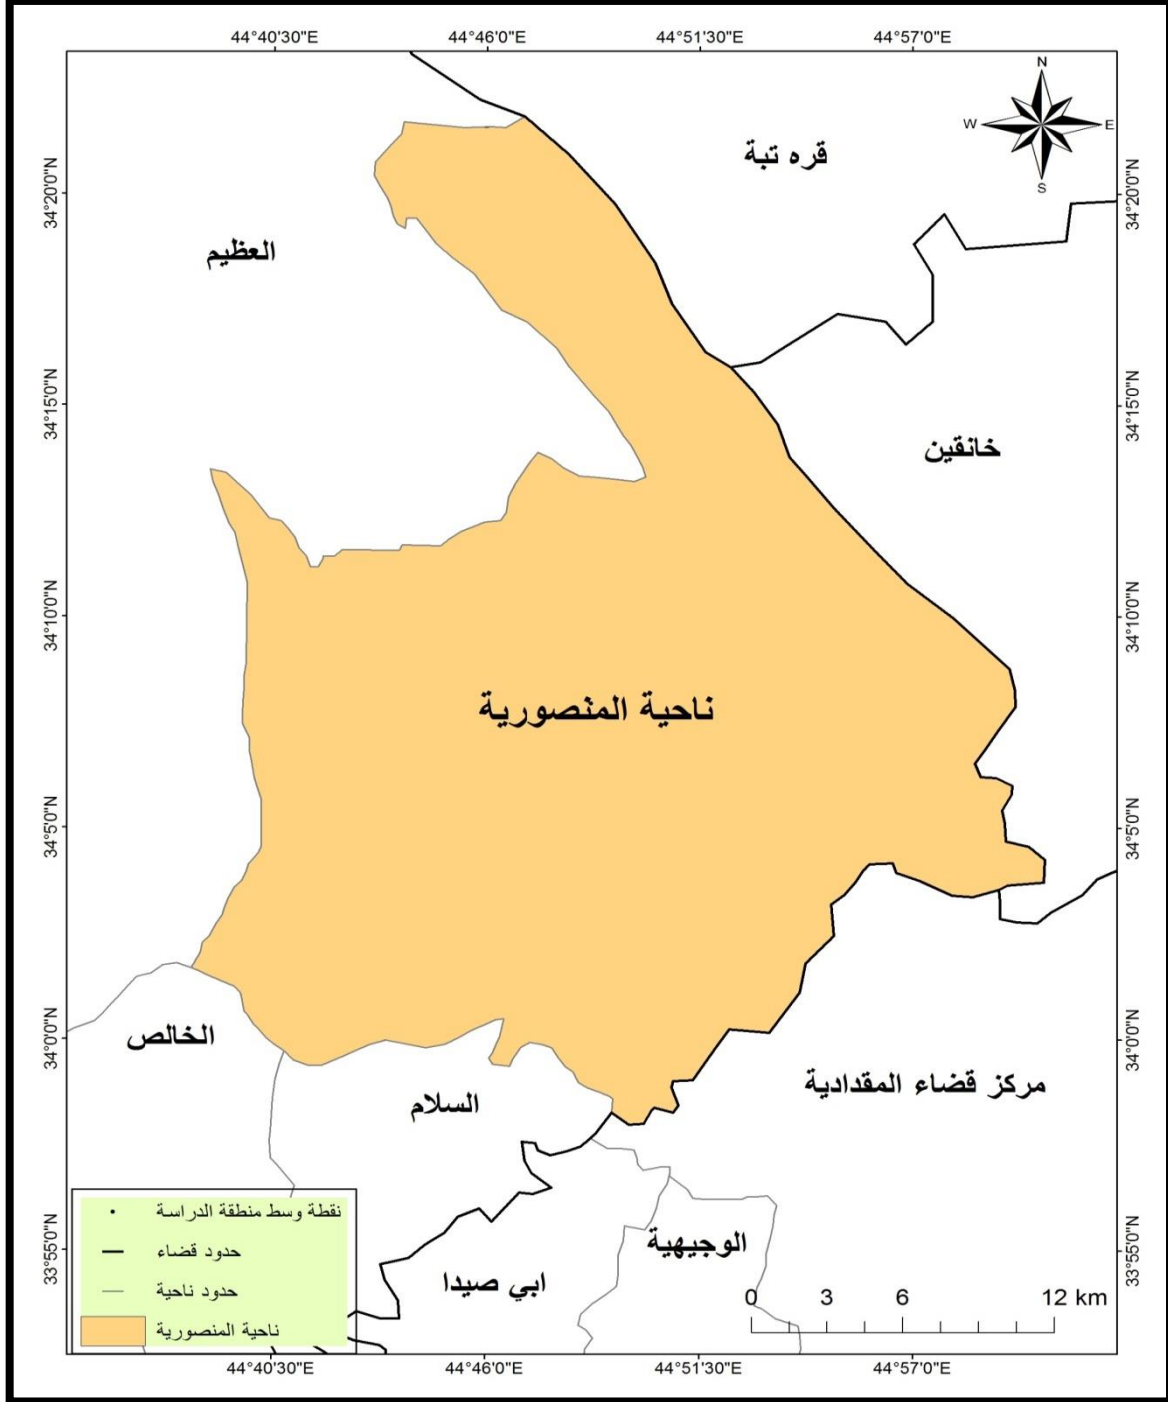 44°40'30"E
44°46'0"E
44°51'30"E
44°57'0"E
N
W
E
S
قره تبة
34°20'0"N
34°20'0"N
العظيم
34°15'0"N
34°15'0"N
خانقين
34°10'0"N
34°10'0"N
ناحية المنصورية
34°5'0"N
34°5'0"N
34°0'0"N
34°0'0"N
الخالص
مركز قضاء المقدادية
السلام
الوجيهية
ابي صيدا
33°55'0"N
33°55'0"N
نقطة وسط منطقة الدراسة
حدود قضاء
حدود ناحية
ناحية المنصورية
0 3 6 12 km
44°40'30"E
44°46'0"E
44°51'30"E
44°57'0"E